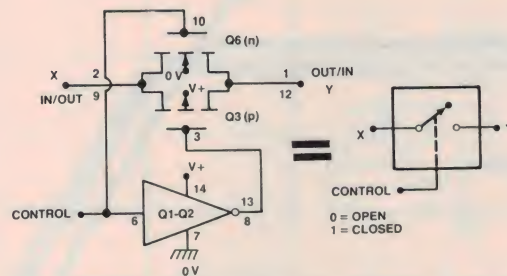 10
Q6 (n)
X
2
0 V
1
OUT/IN
IN/OUT
9
V+
12
Y
Q3 (p)
3
X
Y
V+
14
CONTROL
6
Q1-Q2
13
8
7
0 V
CONTROL
0 = OPEN
1 = CLOSED